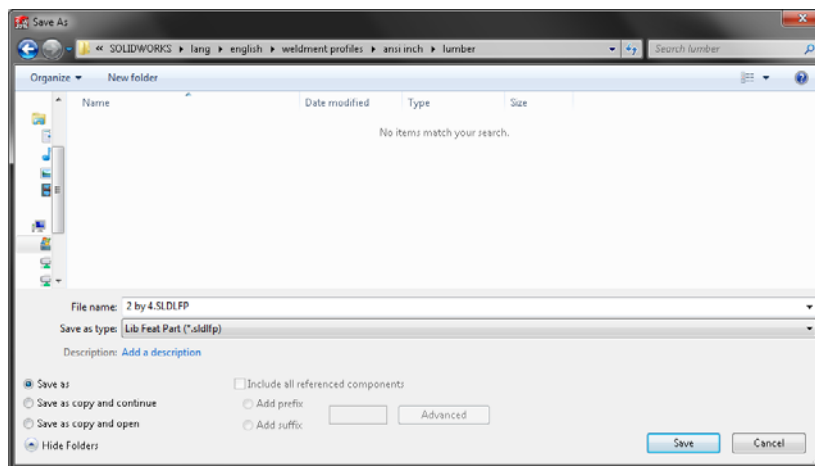 Save As
« SOLIDWORKS ▸ lang ▸ english ▸ weldment profiles ▸ ansi inch ▸ lumber
Search lumber
Organize
New folder
Name
Date modified
Type
Size
No items match your search.
File name: 2 by 4.SLDLFP
Save as type: Lib Feat Part (*.sldlfp)
Description: Add a description
Save as
Include all referenced components
Save as copy and continue
Add prefix
Advanced
Save as copy and open
Add suffix
Hide Folders
Save
Cancel